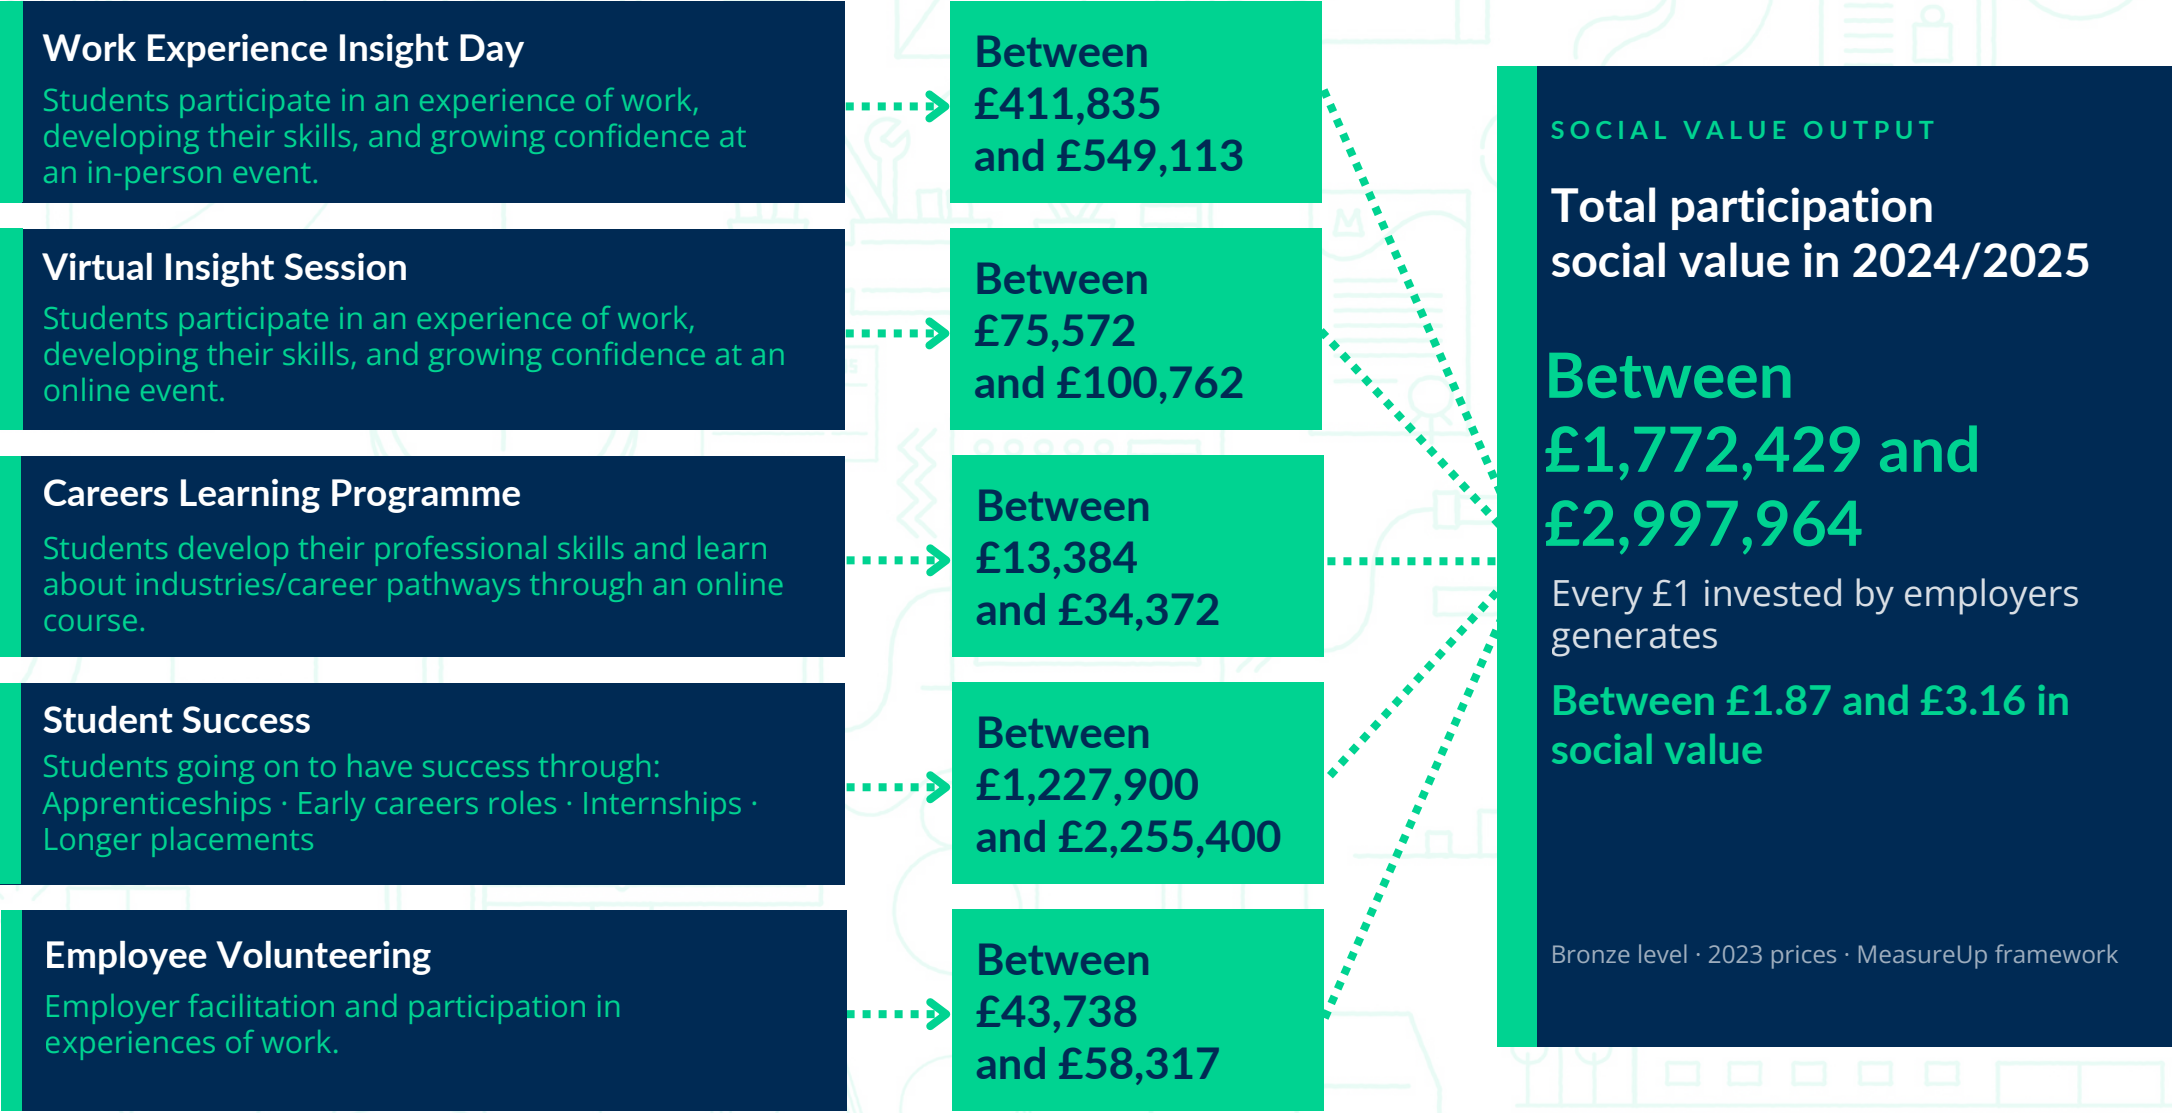 Work Experience Insight Day
Students participate in an experience of work,
developing their skills, and growing confidence at
an in-person event.
Between
£411,835
and £549,113
Virtual Insight Session
Students participate in an experience of work,
developing their skills, and growing confidence at an
online event.
Between
£75,572
and £100,762
Careers Learning Programme
Students develop their professional skills and learn
about industries/career pathways through an online
course.
Between
£13,384
and £34,372
Student Success
Students going on to have success through:
Apprenticeships · Early careers roles · Internships ·
Longer placements
Between
£1,227,900
and £2,255,400
Employee Volunteering
Employer facilitation and participation in
experiences of work.
Between
£43,738
and £58,317
SOCIAL VALUE OUTPUT
Total participation
social value in 2024/2025
Between
£1,772,429 and
£2,997,964
Every £1 invested by employers
generates
Between £1.87 and £3.16 in
social value
Bronze level · 2023 prices · MeasureUp framework